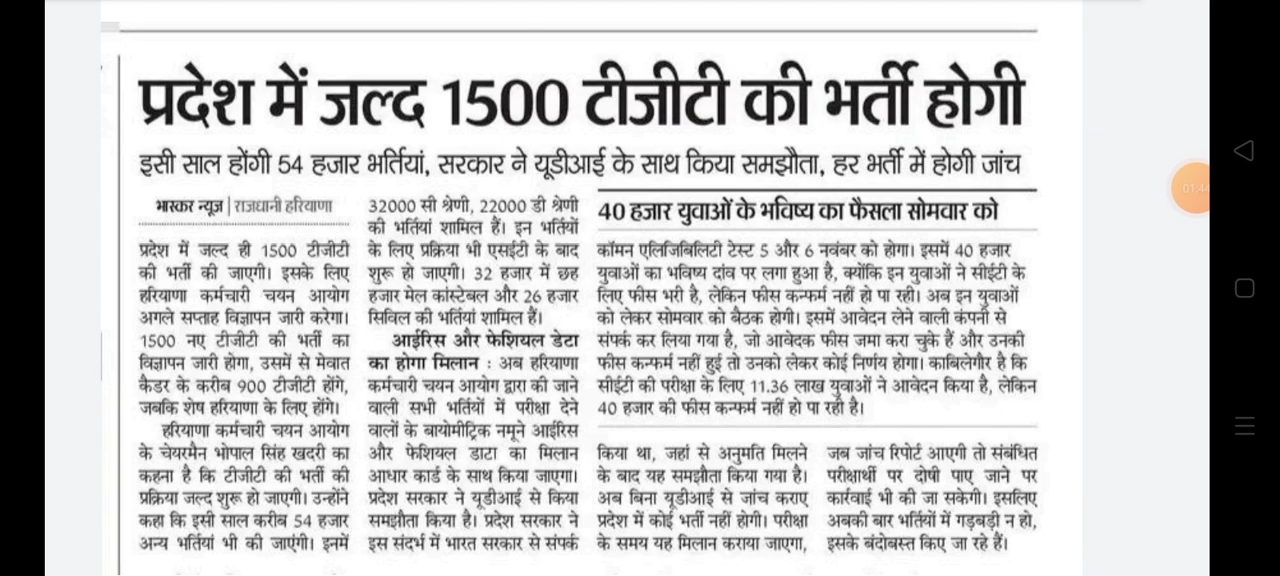 प्रदेश में जल्द 1500 टीजीटी की भर्ती होगी
इसी साल होंगी 54 हजार भर्तियां, सरकार ने यूडीआई के साथ किया समझौता, हर भर्ती में होगी जांच
भास्कर न्यूज | राजधानी हरियाणा
प्रदेश में जल्द ही 1500 टीजीटी
की भर्ती की जाएगी। इसके लिए
हरियाणा कर्मचारी चयन आयोग
अगले सप्ताह विज्ञापन जारी करेगा।
1500 नए टीजीटी की भर्ती का
विज्ञापन जारी होगा, उसमें से मेवात
कैडर के करीब 900 टीजीटी होंगे,
जबकि शेष हरियाणा के लिए होंगे।
हरियाणा कर्मचारी चयन आयोग
के चेयरमैन भोपाल सिंह खदरी का
कहना है कि टीजीटी की भर्ती की
प्रक्रिया जल्द शुरू हो जाएगी। उन्होंने
कहा कि इसी साल करीब 54 हजार
अन्य भर्तियां भी की जाएंगी। इनमें
32000 सी श्रेणी, 22000 डी श्रेणी
की भर्तियां शामिल हैं। इन भर्तियों
के लिए प्रक्रिया भी एसईटी के बाद
शुरू हो जाएगी। 32 हजार में छह
हजार मेल कांस्टेबल और 26 हजार
सिविल की भर्तियां शामिल हैं।
आईरिस और फेशियल डेटा
का होगा मिलान : अब हरियाणा
कर्मचारी चयन आयोग द्वारा की जाने
वाली सभी भर्तियों में परीक्षा देने
वालों के बायोमीट्रिक नमूने आईरिस
और फेशियल डाटा का मिलान
आधार कार्ड के साथ किया जाएगा।
प्रदेश सरकार ने यूडीआई से किया
समझौता किया है। प्रदेश सरकार ने
इस संदर्भ में भारत सरकार से संपर्क
40 हजार युवाओं के भविष्य का फैसला सोमवार को
कॉमन एलिजिबिलिटी टेस्ट 5 और 6 नवंबर को होगा। इसमें 40 हजार
युवाओं का भविष्य दांव पर लगा हुआ है, क्योंकि इन युवाओं ने सीईटी के
लिए फीस भरी है, लेकिन फीस कन्फर्म नहीं हो पा रही। अब इन युवाओं
को लेकर सोमवार को बैठक होगी। इसमें आवेदन लेने वाली कंपनी से
संपर्क कर लिया गया है, जो आवेदक फीस जमा करा चुके हैं और उनकी
फीस कन्फर्म नहीं हुई तो उनको लेकर कोई निर्णय होगा। काबिलेगौर है कि
सीईटी की परीक्षा के लिए 11.36 लाख युवाओं ने आवेदन किया है, लेकिन
40 हजार की फीस कन्फर्म नहीं हो पा रही है।
किया था, जहां से अनुमति मिलने
के बाद यह समझौता किया गया है।
अब बिना यूडीआई से जांच कराए
प्रदेश में कोई भर्ती नहीं होगी। परीक्षा
के समय यह मिलान कराया जाएगा,
जब जांच रिपोर्ट आएगी तो संबंधित
परीक्षार्थी पर दोषी पाए जाने पर
कार्रवाई भी की जा सकेगी। इसलिए
अबकी बार भर्तियों में गड़बड़ी न हो,
इसके बंदोबस्त किए जा रहे हैं।